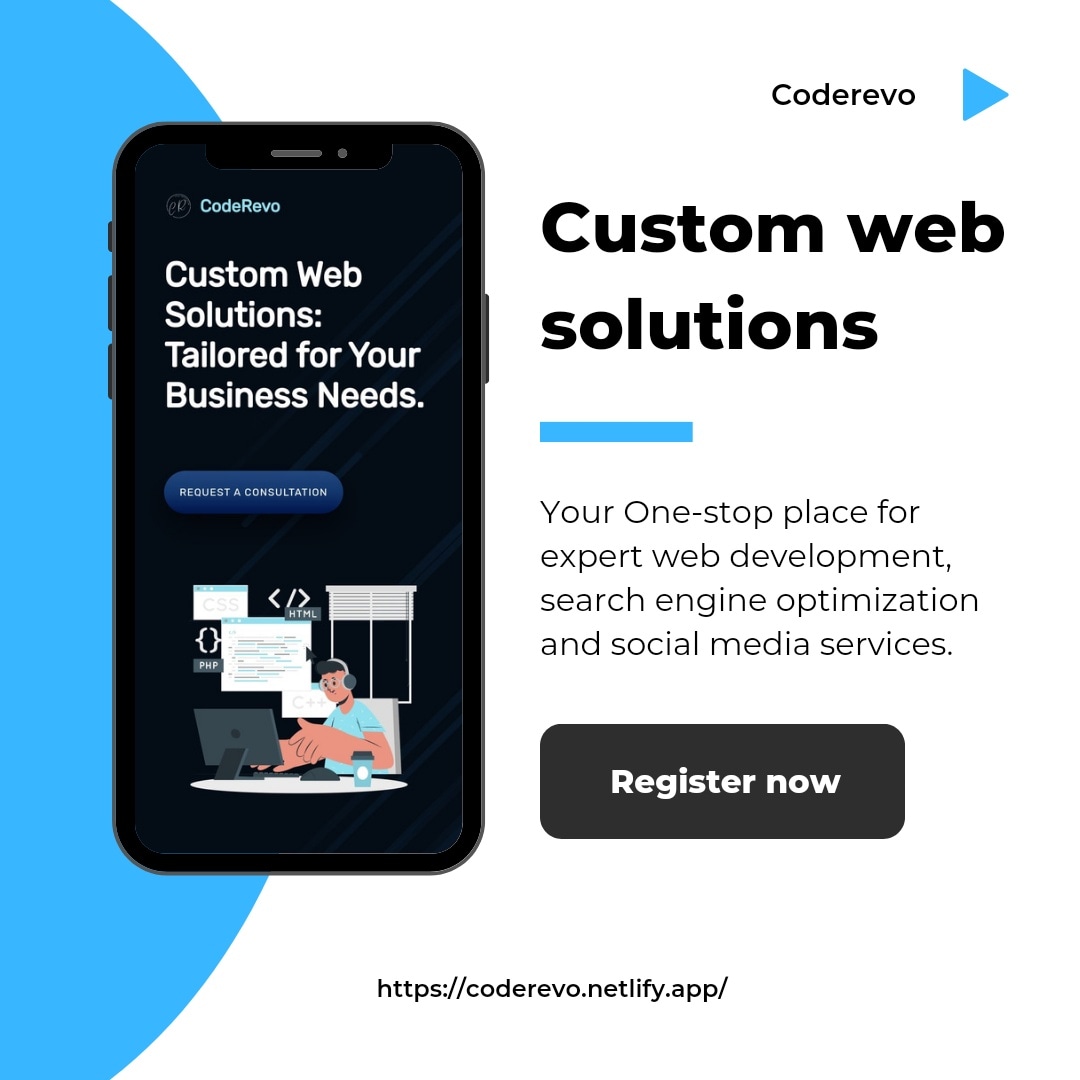 Coderevo
Custom web
solutions
Your One-stop place for
expert web development,
search engine optimization
and social media services.
Register now
CodeRevo
Custom Web
Solutions:
Tailored for Your
Business Needs.
REQUEST A CONSULTATION
CSS
</>
HTML
{}
PHP
C++
https://coderevo.netlify.app/